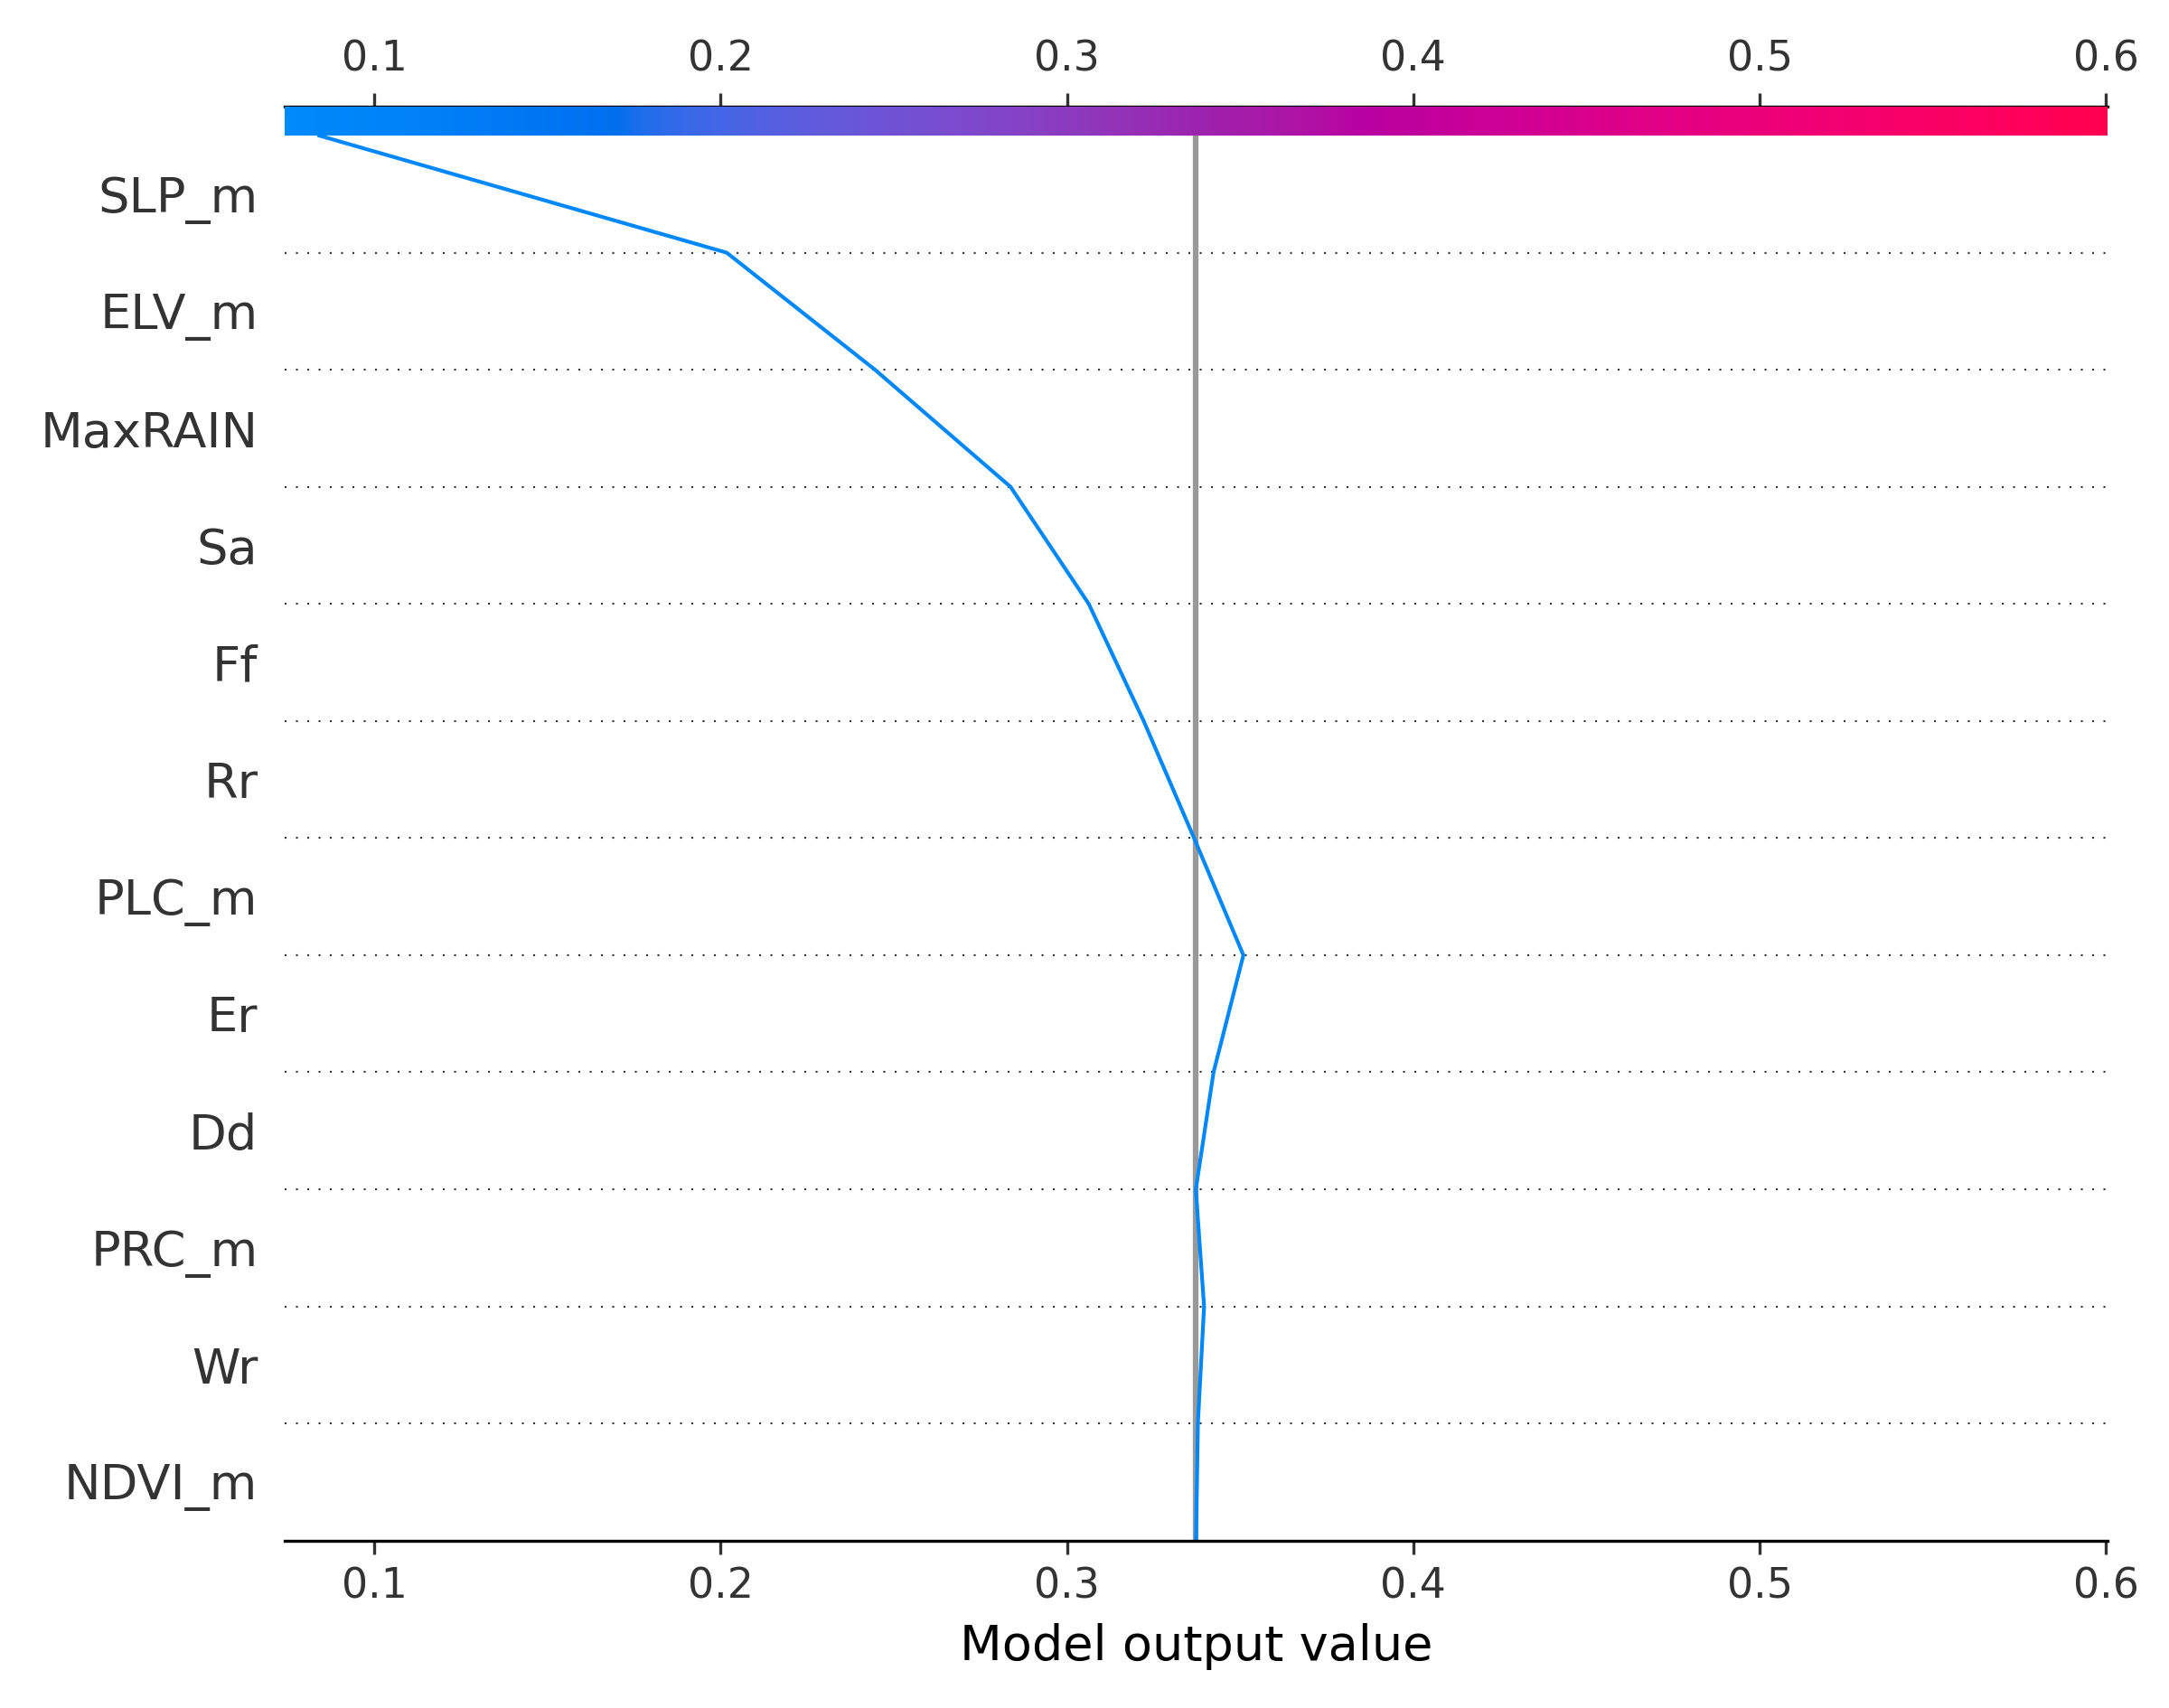 0.1 0.2 0.3 0.4 0.5 0.6
SLP_m
ELV_m
MaxRAIN
Sa
Ff
Rr
PLC_m
Er
Dd
PRC_m
Wr
NDVI_m
0.1 0.2 0.3 0.4 0.5 0.6
Model output value